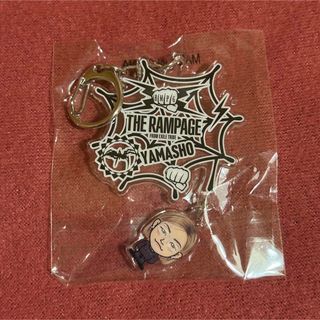 THE RAMPAGE
FROM EXILE TRIBE
YAMASHO